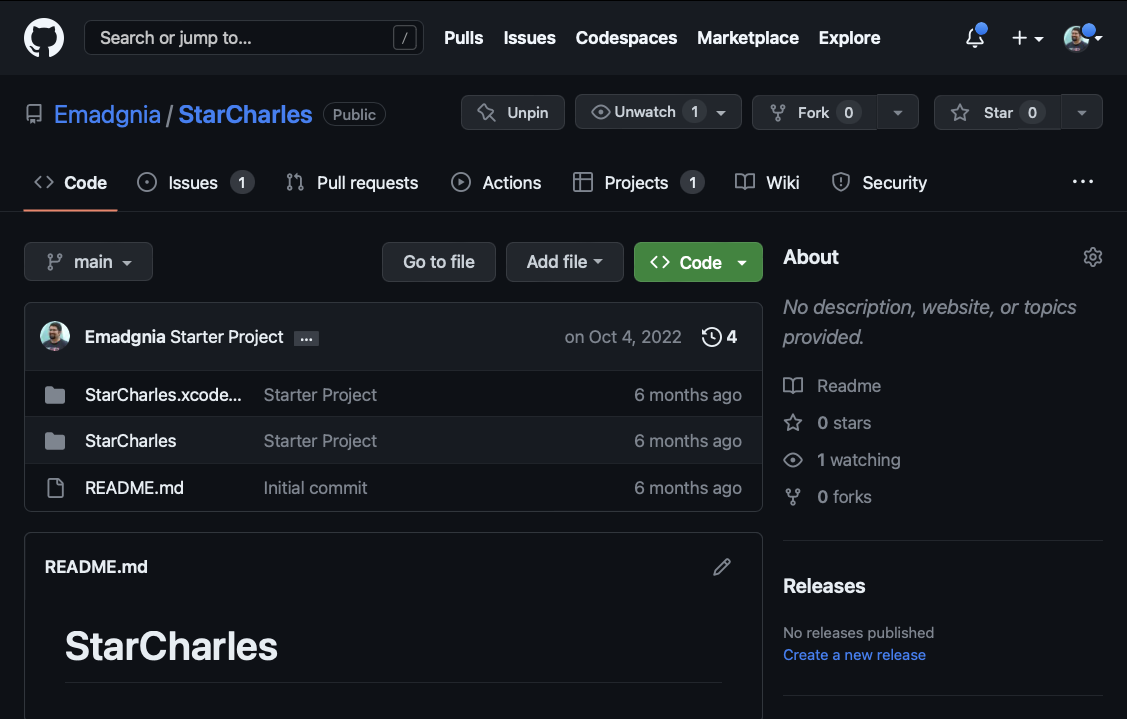 Search or jump to... /
Pulls Issues Codespaces Marketplace Explore
Emadgnia / StarCharles Public
Unpin Unwatch 1 Fork 0 Star 0
Code Issues 1 Pull requests Actions Projects 1 Wiki Security ...
main Go to file Add file Code
Emadgnia Starter Project ... on Oct 4, 2022 4
StarCharles.xcode... Starter Project 6 months ago
StarCharles Starter Project 6 months ago
README.md Initial commit 6 months ago
README.md
StarCharles
About
No description, website, or topics
provided.
Readme
0 stars
1 watching
0 forks
Releases
No releases published
Create a new release